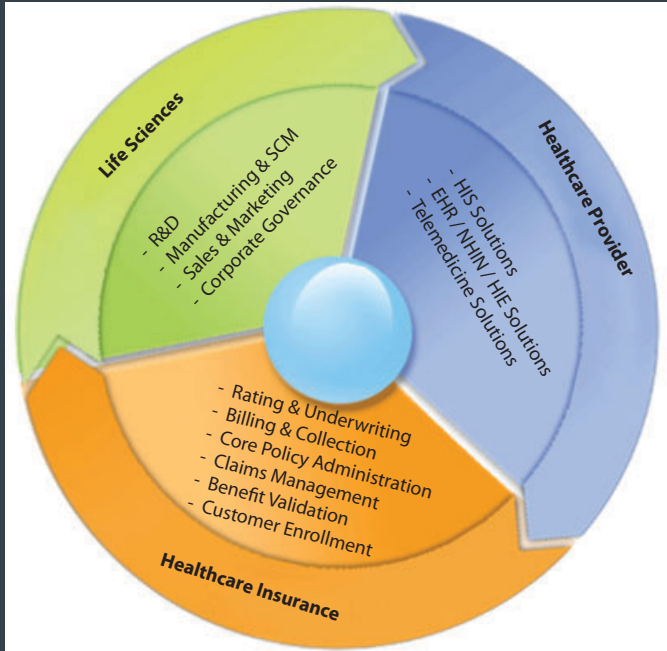 Life Sciences
- R&D
- Manufacturing & SCM
- Sales & Marketing
- Corporate Governance
Healthcare Provider
- HIS Solutions
- EHR / NHIN / HIE Solutions
- Telemedicine Solutions
- Rating & Underwriting
- Billing & Collection
- Core Policy Administration
- Claims Management
- Benefit Validation
- Customer Enrollment
Healthcare Insurance